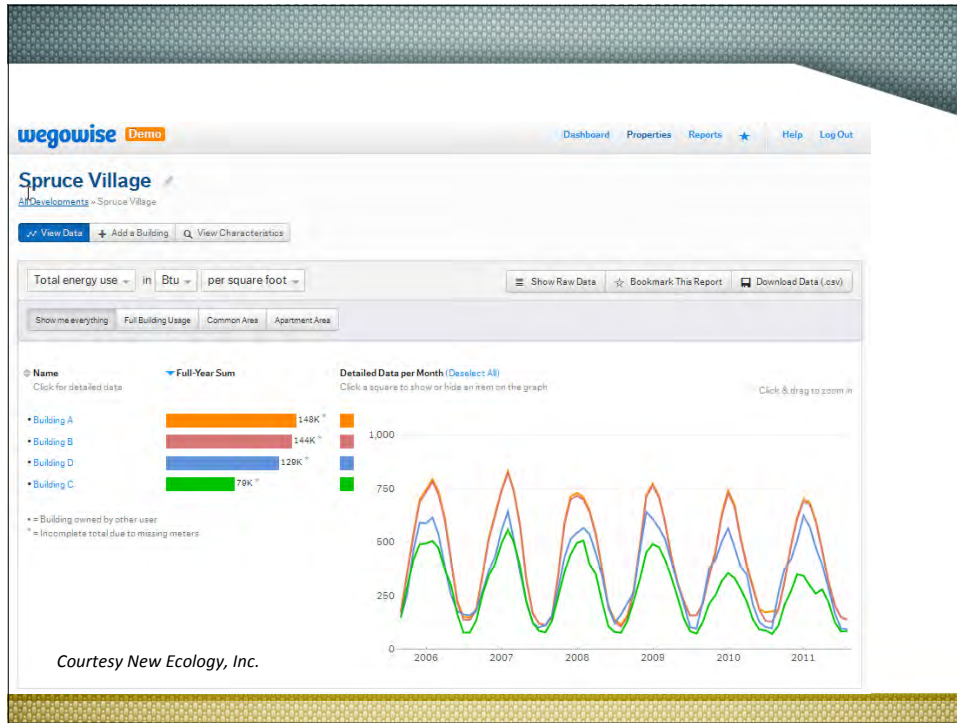 wegowise Demo
Dashboard Properties Reports ★ Help Log Out
Spruce Village
All Developments » Spruce Village
View Data + Add a Building View Characteristics
Total energy use in Btu per square foot
Show Raw Data ☆ Bookmark This Report Download Data (.csv)
Show me everything Full Building Usage Common Area Apartment Area
Name Full-Year Sum Detailed Data per Month (Deselect All)
Click for detailed data Click a square to show or hide an item on the graph Click & drag to zoom in
• Building A 148K *
• Building B 144K *
• Building D 129K *
• Building C 79K *
• = Building owned by other user
* = Incomplete total due to missing meters
1,000
750
500
250
0
2006 2007 2008 2009 2010 2011
Courtesy New Ecology, Inc.